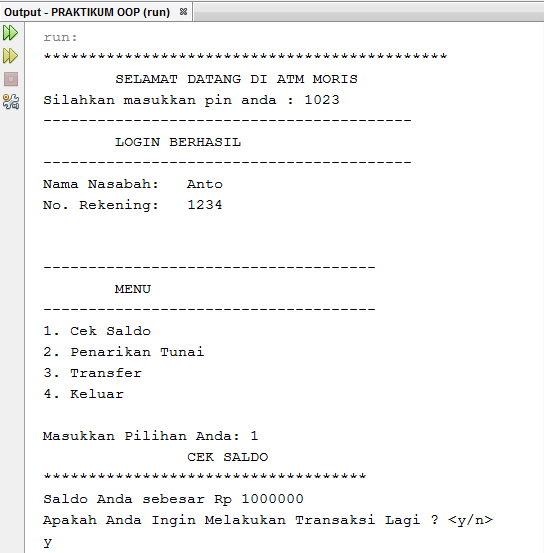 Output - PRAKTIKUM OOP (run)
run:
*********************************************
SELAMAT DATANG DI ATM MORIS
Silahkan masukkan pin anda : 1023
-----------------------------------------
LOGIN BERHASIL
-----------------------------------------
Nama Nasabah: Anto
No. Rekening: 1234
-------------------------------------
MENU
-------------------------------------
1. Cek Saldo
2. Penarikan Tunai
3. Transfer
4. Keluar
Masukkan Pilihan Anda: 1
CEK SALDO
************************************
Saldo Anda sebesar Rp 1000000
Apakah Anda Ingin Melakukan Transaksi Lagi ? <y/n>
y